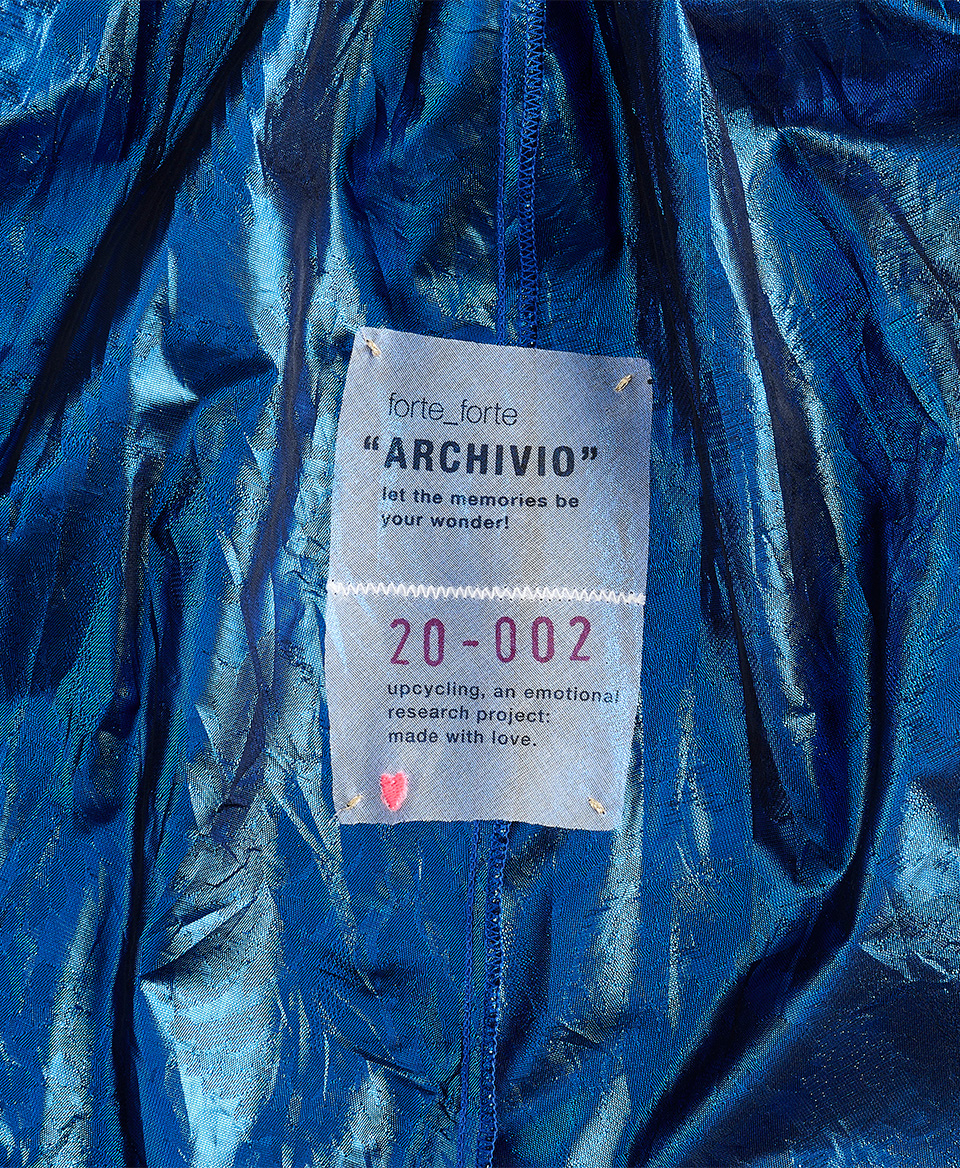 forte_forte
“ARCHIVIO”
let the memories be
your wonder!
20-002
upcycling, an emotional
research project:
made with love.